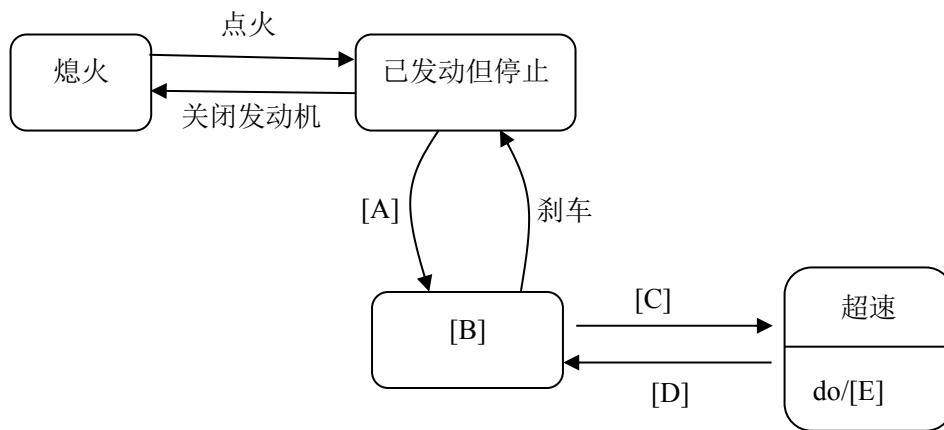 点火
熄火
已发动但停止
关闭发动机
[A]
刹车
[B]
[C]
超速
[D]
do/[E]